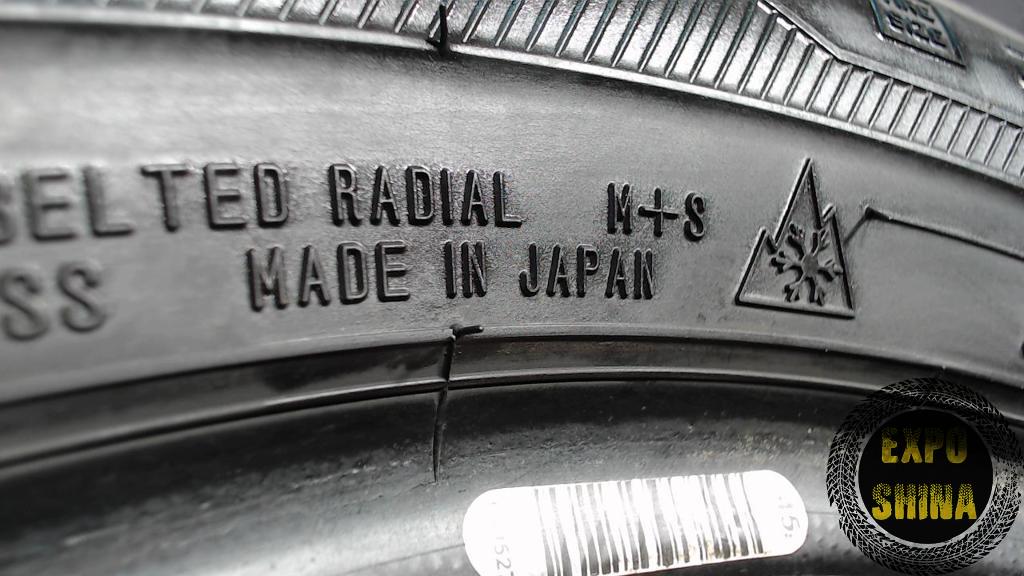 BELTED RADIAL M+S
SS MADE IN JAPAN
EXPO
SHINA